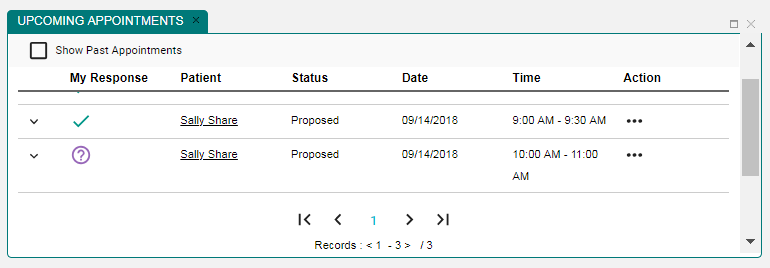 UPCOMING APPOINTMENTS
Show Past Appointments
My Response Patient Status Date Time Action
Sally Share Proposed 09/14/2018 9:00 AM - 9:30 AM
Sally Share Proposed 09/14/2018 10:00 AM - 11:00
AM
1
Records : < 1 - 3 > / 3